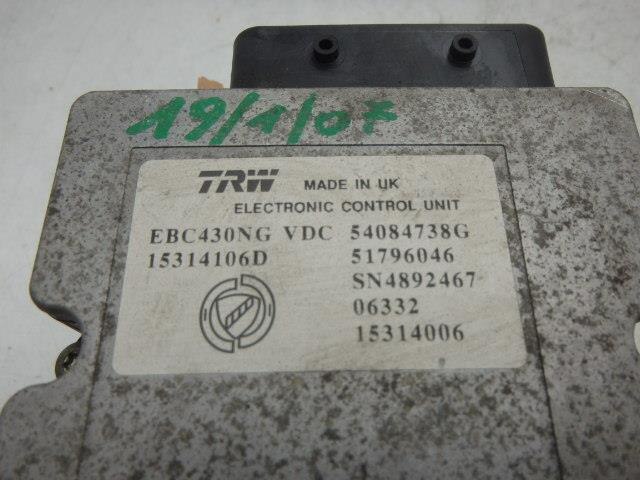 19/1/07
TRW MADE IN UK
ELECTRONIC CONTROL UNIT
EBC430NG VDC 54084738G
15314106D 51796046
SN4892467
06332
15314006